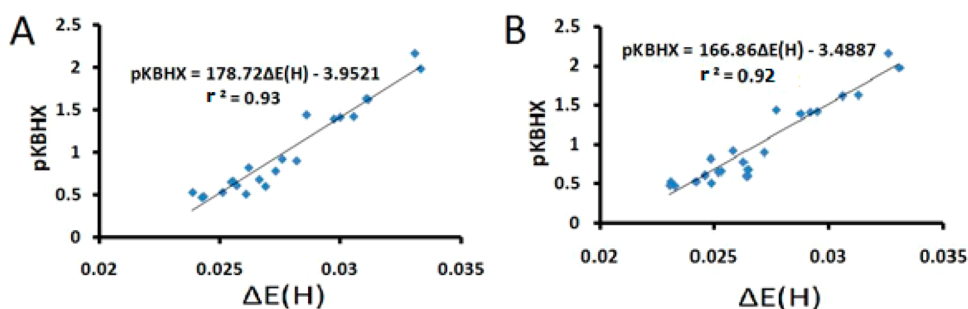 A
pKBHX = 178.72ΔE(H) - 3.9521
r² = 0.93
pKBHX
2.5
2
1.5
1
0.5
0
0.02
0.025
0.03
0.035
ΔE(H)
B
pKBHX = 166.86ΔE(H) - 3.4887
r² = 0.92
pKBHX
2.5
2
1.5
1
0.5
0
0.02
0.025
0.03
0.035
ΔE(H)